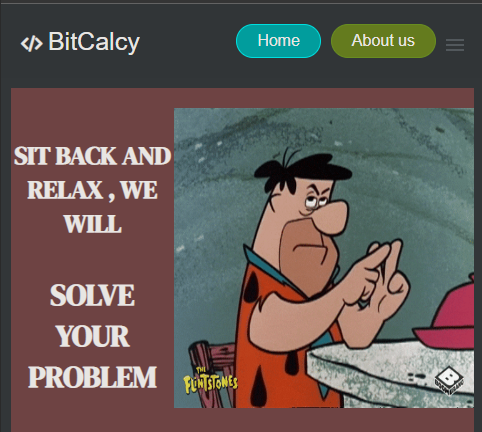 </> BitCalcy
Home
About us
SIT BACK AND
RELAX , WE
WILL
SOLVE
YOUR
PROBLEM
THE
FLINTSTONES